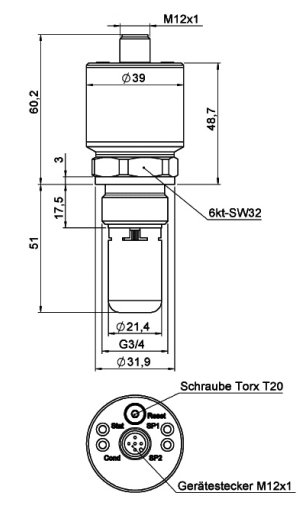 M12x1
Ø39
60,2
48,7
3
17,5
6kt-SW32
51
Ø21,4
G3/4
Ø31,9
Schraube Torx T20
Reset
Stat
SP1
Cond
SP2
Gerätestecker M12x1